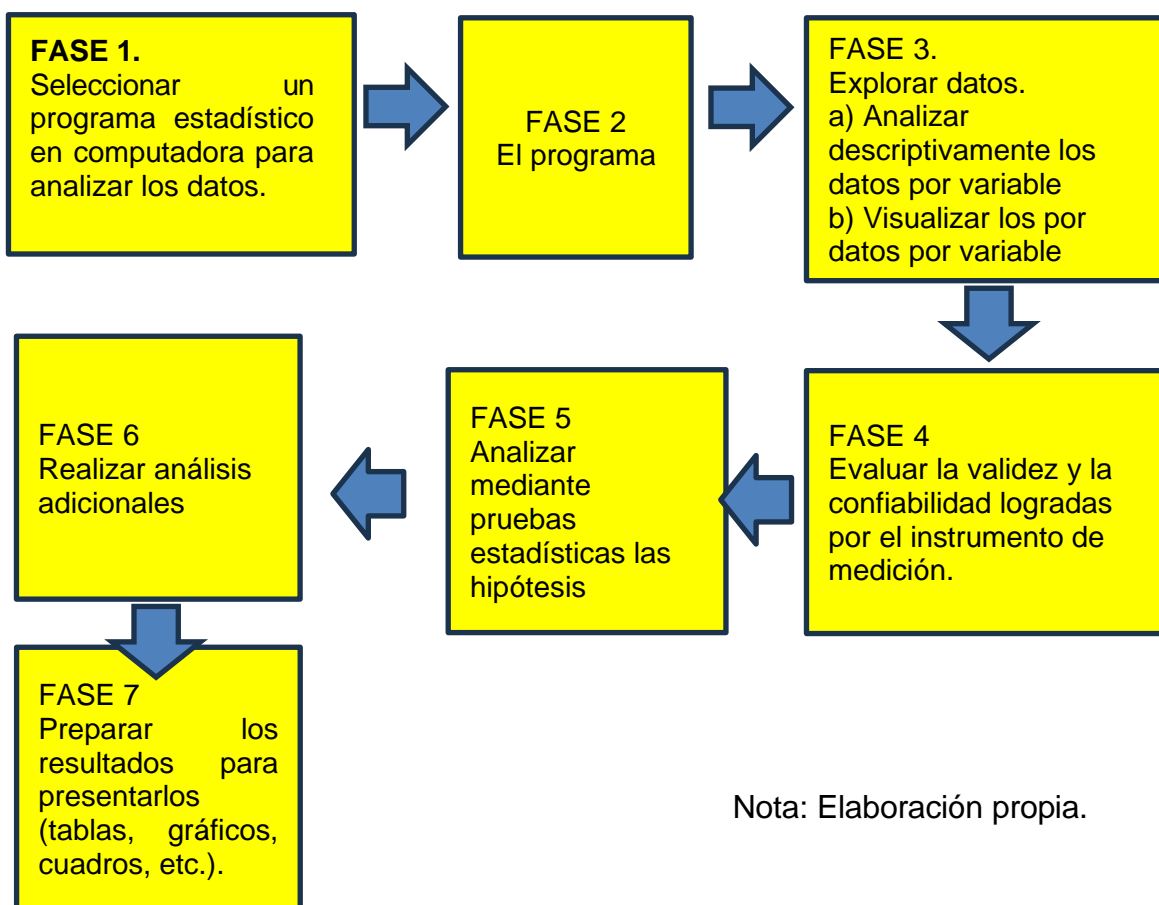 FASE 1.
Seleccionar un
programa estadístico
en computadora para
analizar los datos.
FASE 2
El programa
FASE 3.
Explorar datos.
a) Analizar
descriptivamente los
datos por variable
b) Visualizar los por
datos por variable
FASE 4
Evaluar la validez y la
confiabilidad logradas
por el instrumento de
medición.
FASE 5
Analizar
mediante
pruebas
estadísticas las
hipótesis
FASE 6
Realizar análisis
adicionales
FASE 7
Preparar los
resultados para
presentarlos
(tablas, gráficos,
cuadros, etc.).
Nota: Elaboración propia.